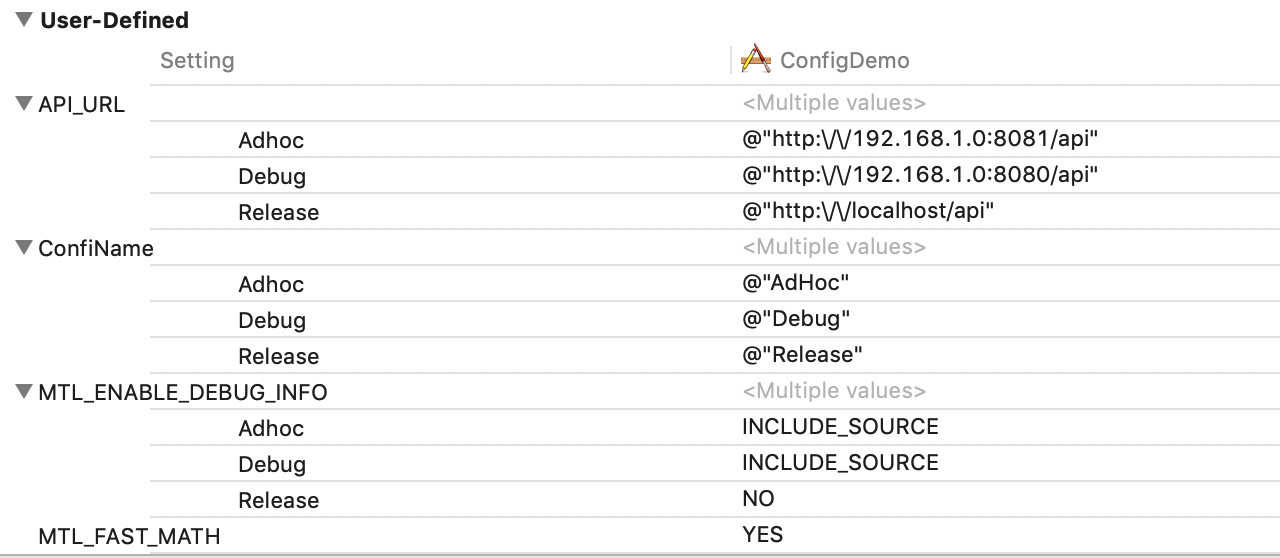 User-Defined
Setting ConfigDemo
API_URL <Multiple values>
Adhoc @"http:\/\/192.168.1.0:8081/api"
Debug @"http:\/\/192.168.1.0:8080/api"
Release @"http:\/\/localhost/api"
ConfiName <Multiple values>
Adhoc @"AdHoc"
Debug @"Debug"
Release @"Release"
MTL_ENABLE_DEBUG_INFO <Multiple values>
Adhoc INCLUDE_SOURCE
Debug INCLUDE_SOURCE
Release NO
MTL_FAST_MATH YES